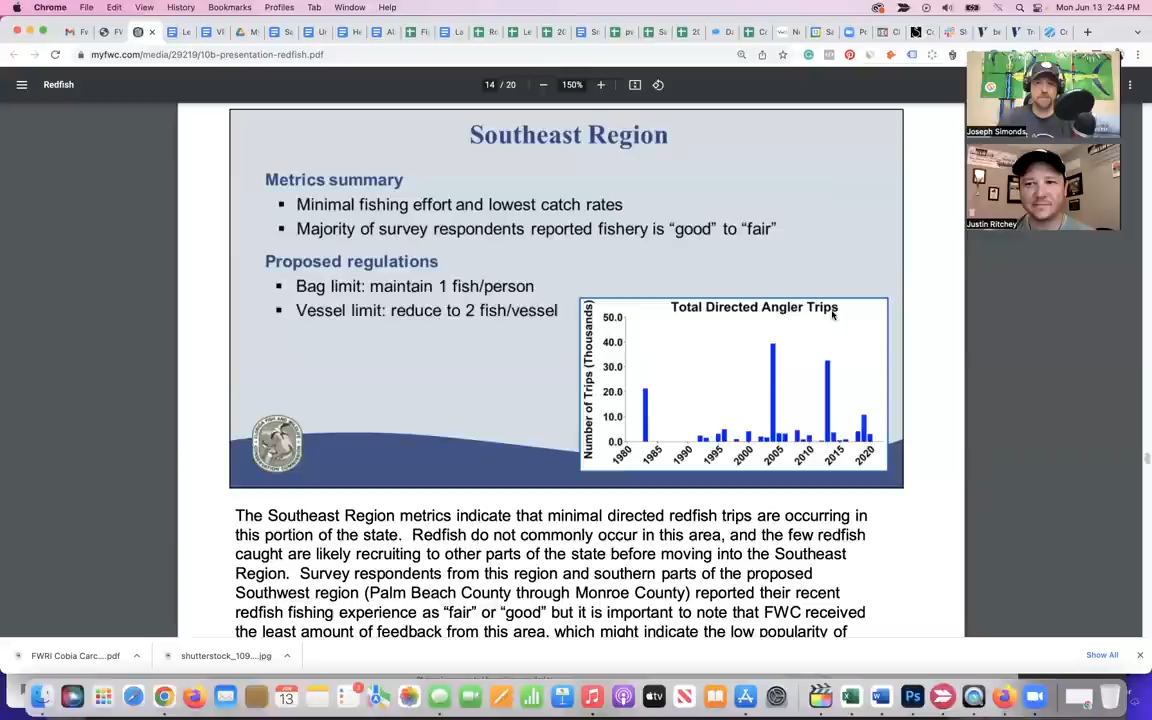 Chrome File Edit View History Bookmarks Profiles Tab Window Help Mon Jun 13 2:44 PM
myfwc.com/media/29219/10b-presentation-redfish.pdf
Redfish 14 / 20 150%
Joseph Simonds,
Justin Ritchey
Southeast Region
Metrics summary
Minimal fishing effort and lowest catch rates
Majority of survey respondents reported fishery is “good” to “fair”
Proposed regulations
Bag limit: maintain 1 fish/person
Vessel limit: reduce to 2 fish/vessel
Total Directed Angler Trips
Number of Trips (Thousands)
50.0
40.0
30.0
20.0
10.0
0.0
1980 1985 1990 1995 2000 2005 2010 2015 2020
The Southeast Region metrics indicate that minimal directed redfish trips are occurring in
this portion of the state. Redfish do not commonly occur in this area, and the few redfish
caught are likely recruiting to other parts of the state before moving into the Southeast
Region. Survey respondents from this region and southern parts of the proposed
Southwest region (Palm Beach County through Monroe County) reported their recent
redfish fishing experience as “fair” or “good” but it is important to note that FWC received
the least amount of feedback from this area, which might indicate the low popularity of
FWRI Cobia Carc....pdf shutterstock_109....jpg Show All